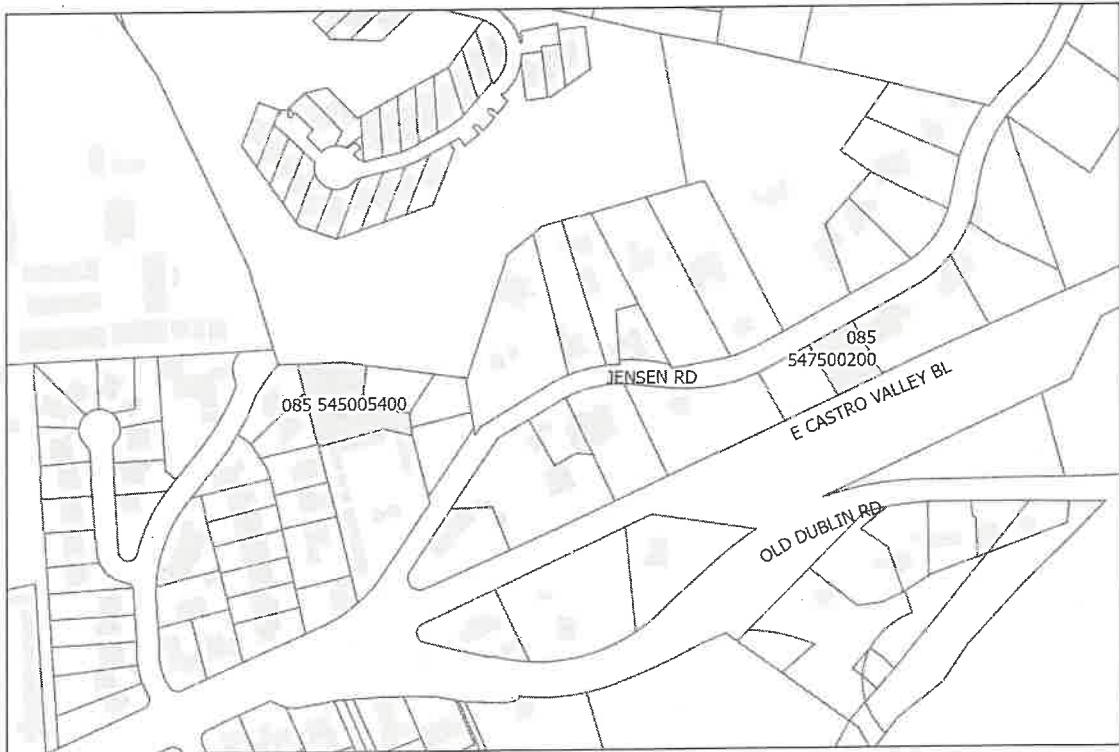 085
547500200
JENSEN RD
085 545005400
E CASTRO VALLEY BL
OLD DUBLIN RD